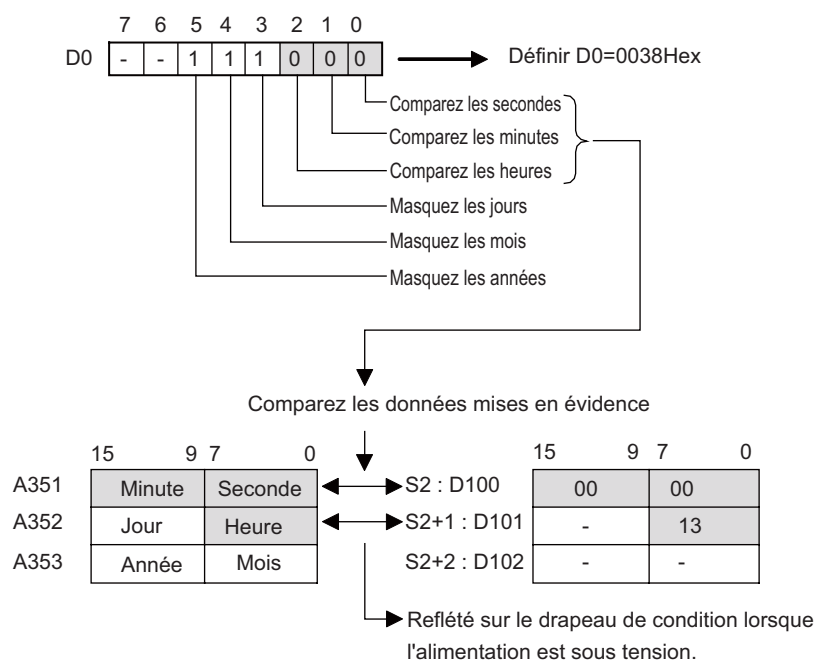 7 6 5 4 3 2 1 0
D0 - - 1 1 1 0 0 0 Définir D0=0038Hex
Comparez les secondes
Comparez les minutes
Comparez les heures
Masquez les jours
Masquez les mois
Masquez les années
Comparez les données mises en évidence
15 9 7 0 15 9 7 0
A351 Minute Seconde S2 : D100 00 00
A352 Jour Heure S2+1 : D101 - 13
A353 Année Mois S2+2 : D102 - -
Reflété sur le drapeau de condition lorsque
l'alimentation est sous tension.